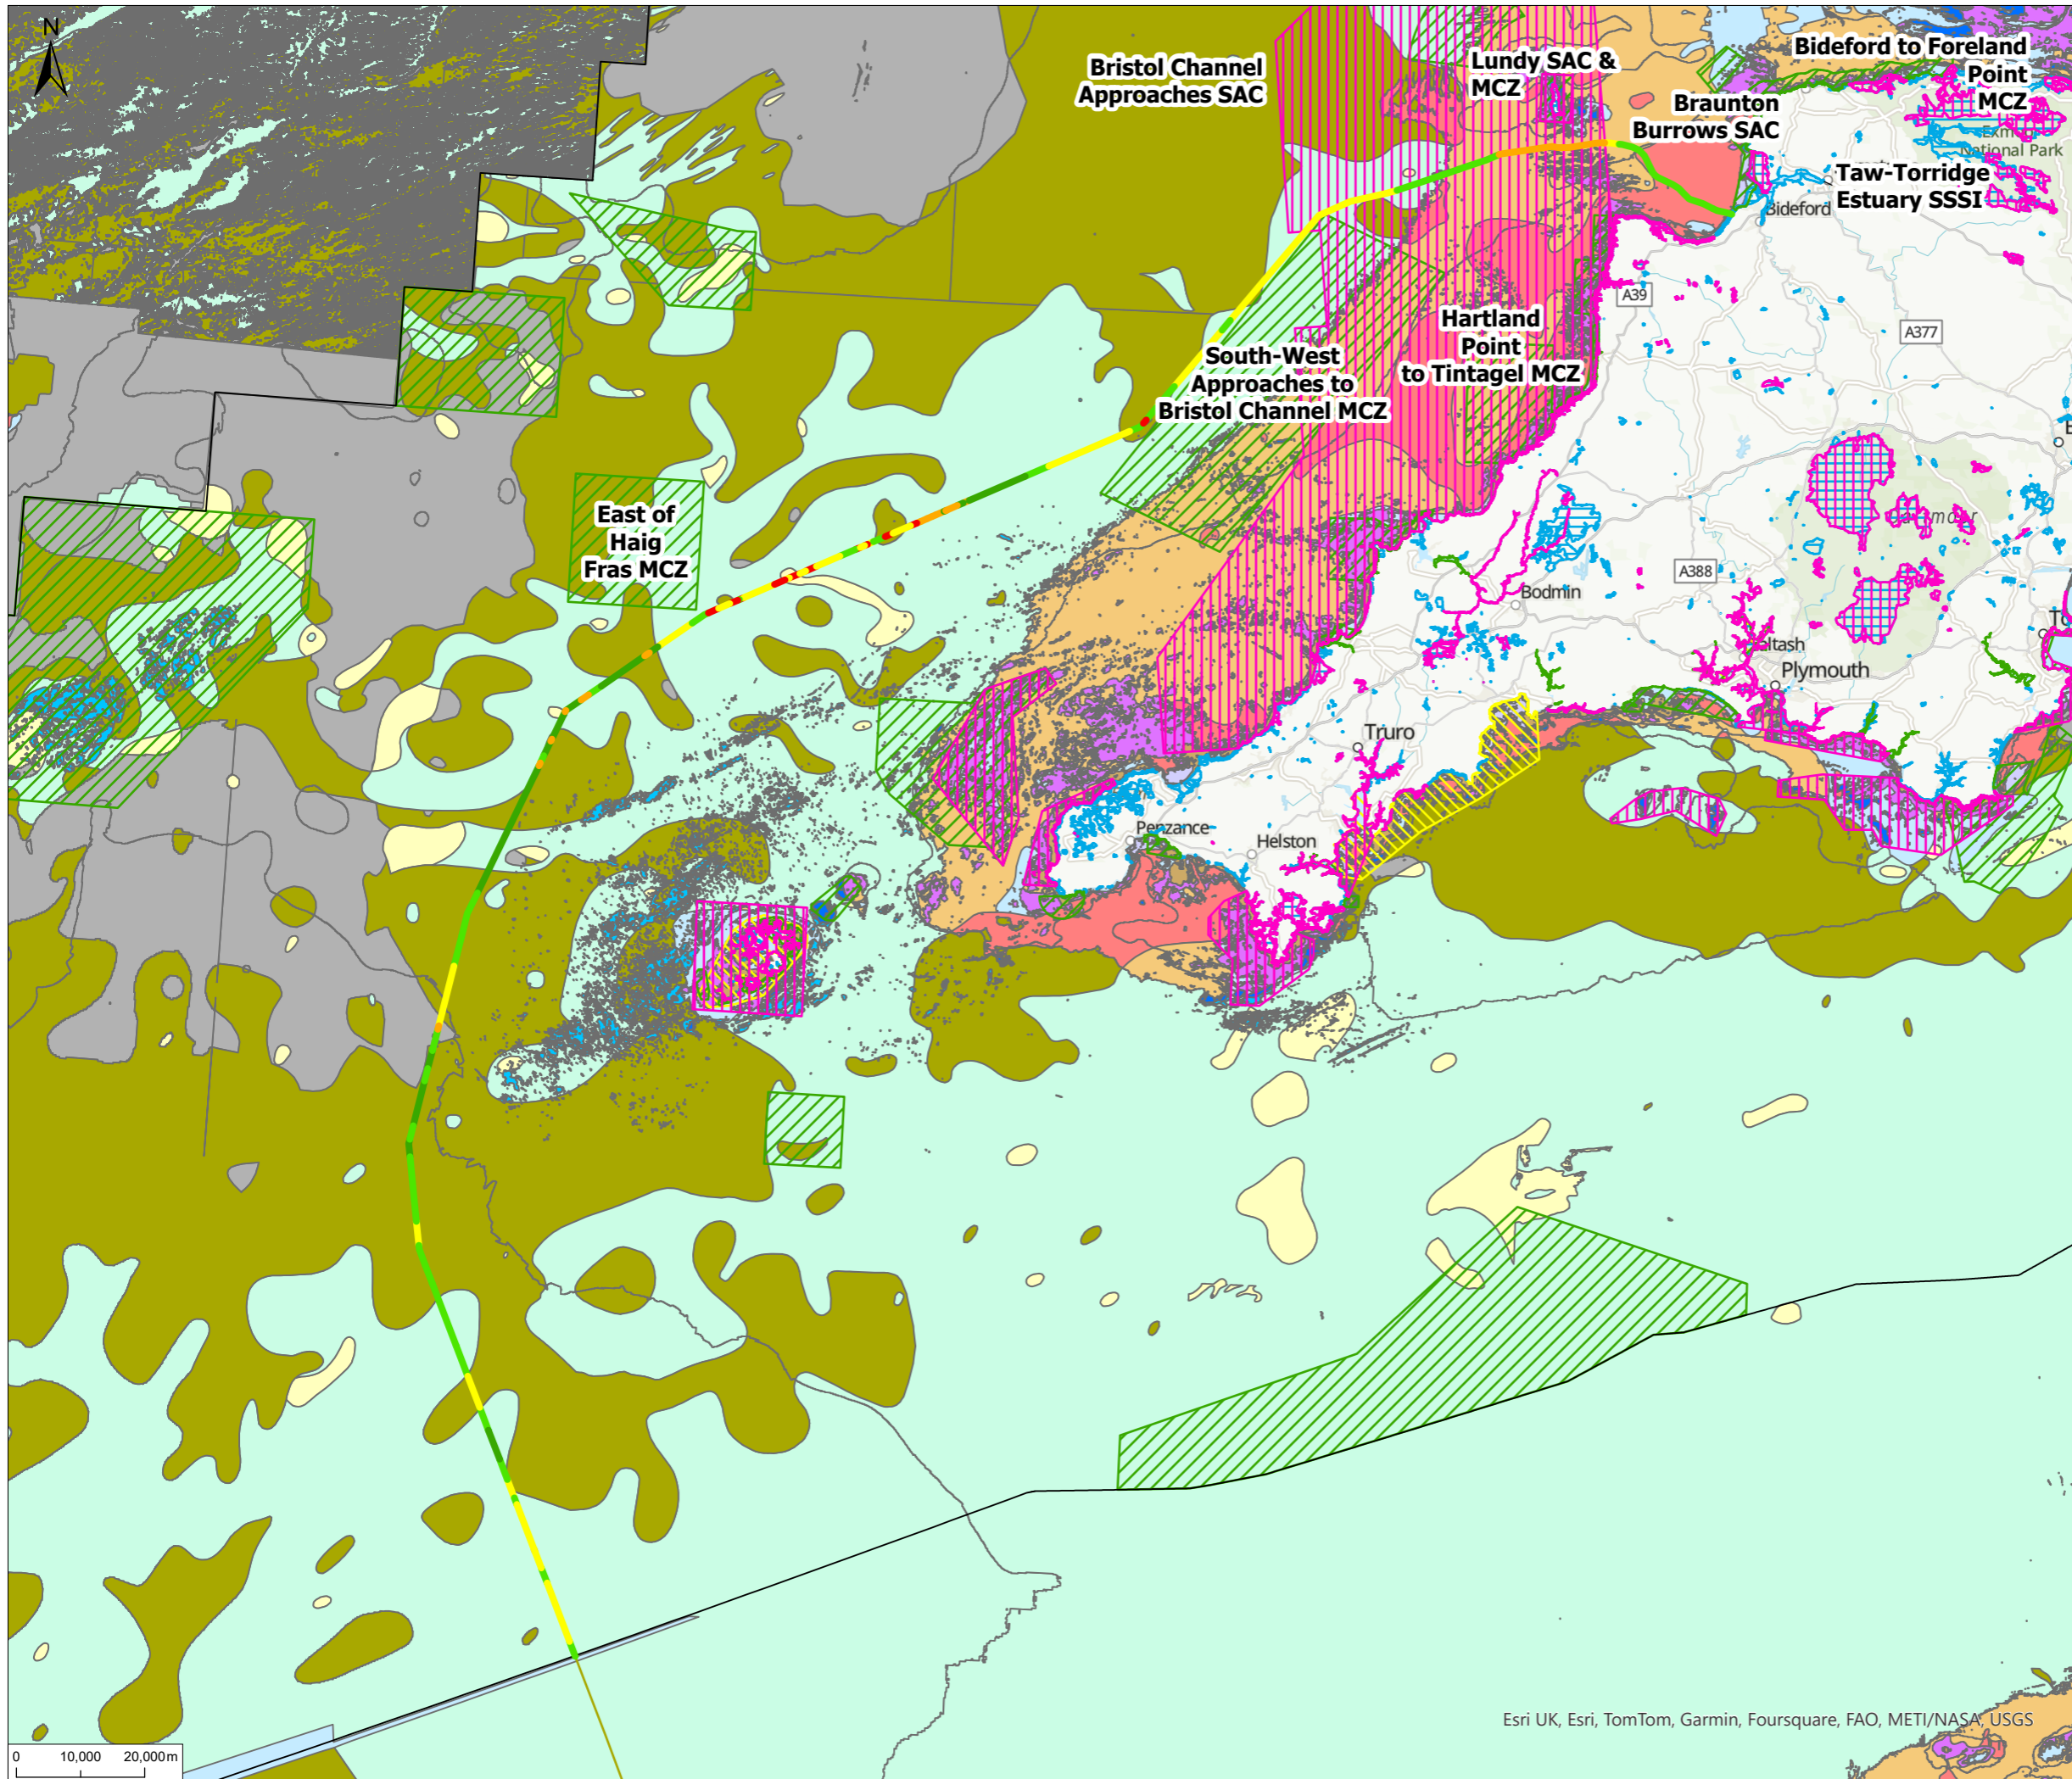 N
Bristol Channel
Approaches SAC
Lundy SAC &
MCZ
Bideford to Foreland
Point
MCZ
Braunton
Burrows SAC
National Park
Taw-Torridge
Estuary SSSI
Bideford
A39
A377
Hartland
Point
to Tintagel MCZ
South-West
Approaches to
Bristol Channel MCZ
East of
Haig
Fras MCZ
A388
Bodmin
Plymouth
Truro
Penzance
Helston
Esri UK, Esri, TomTom, Garmin, Foursquare, FAO, METI/NASA, USGS
0 10,000 20,000 m